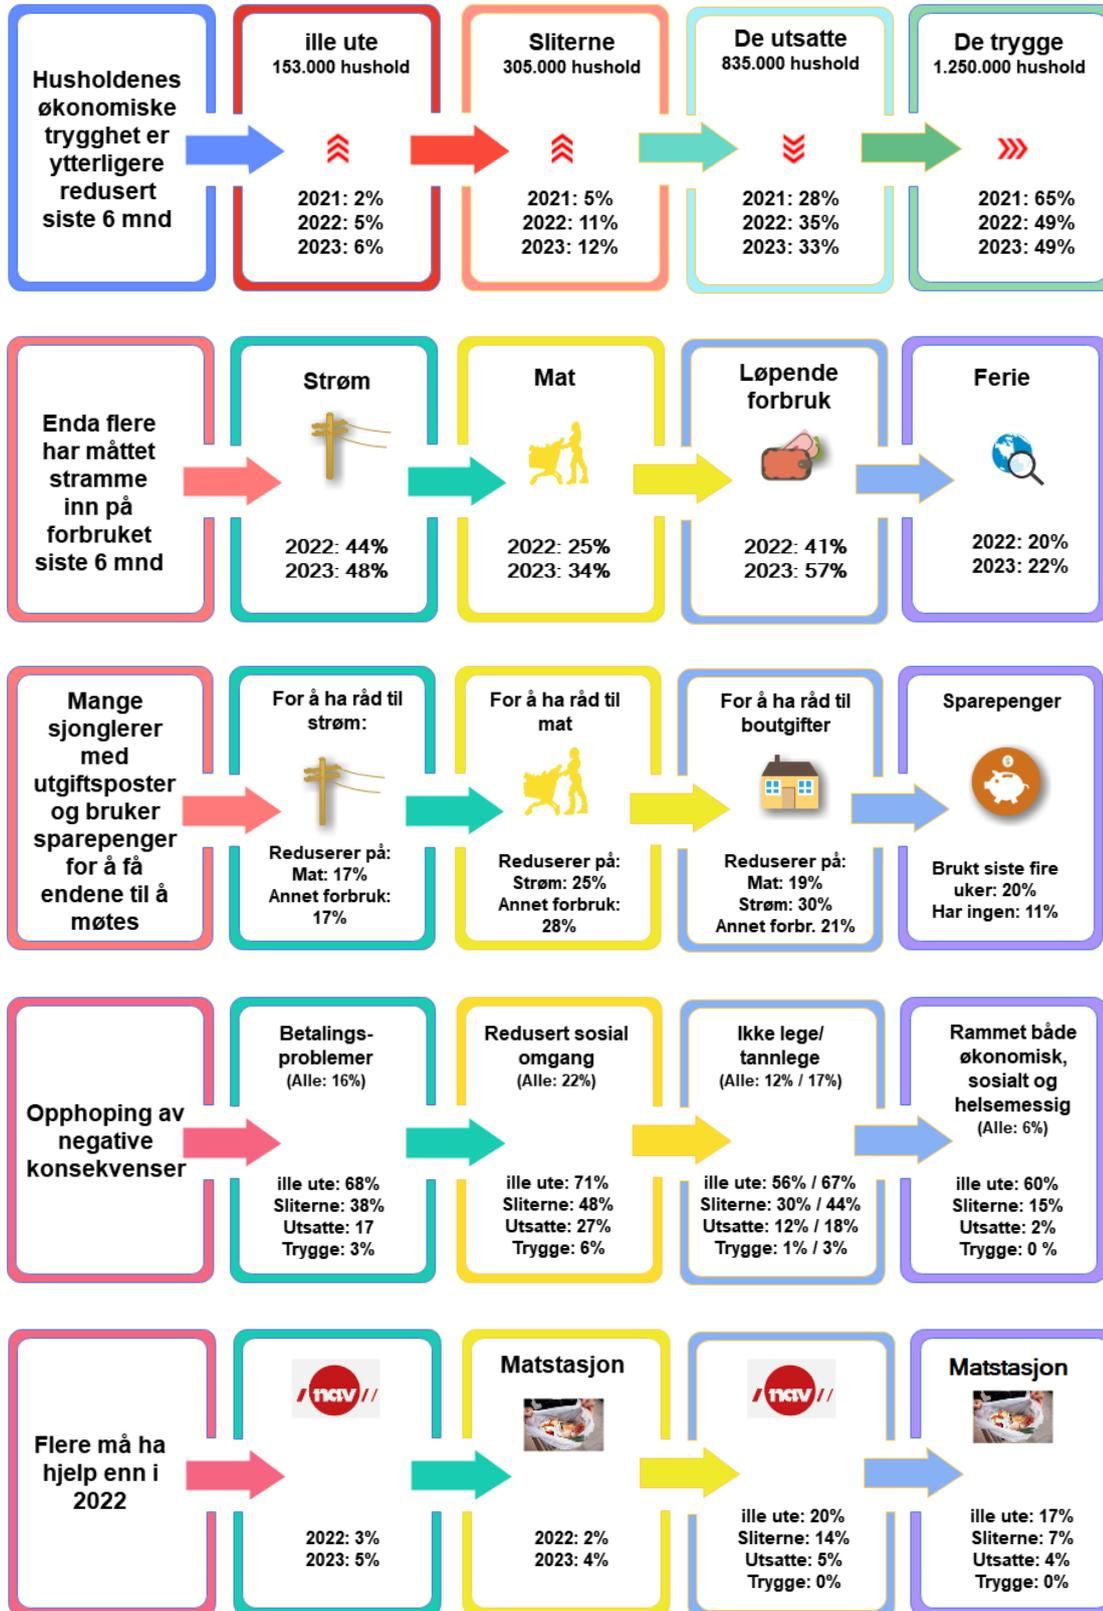 Husholdenes
økonomiske
trygghet er
ytterligere
redusert
siste 6 mnd
ille ute
153.000 hushold
2021: 2%
2022: 5%
2023: 6%
Sliterne
305.000 hushold
2021: 5%
2022: 11%
2023: 12%
De utsatte
835.000 hushold
2021: 28%
2022: 35%
2023: 33%
De trygge
1.250.000 hushold
2021: 65%
2022: 49%
2023: 49%
Enda flere
har måttet
stramme
inn på
forbruket
siste 6 mnd
Strøm
2022: 44%
2023: 48%
Mat
2022: 25%
2023: 34%
Løpende
forbruk
2022: 41%
2023: 57%
Ferie
2022: 20%
2023: 22%
Mange
sjonglerer
med
utgiftsposter
og bruker
sparepenger
for å få
endene til å
møtes
For å ha råd til
strøm:
Reduserer på:
Mat: 17%
Annet forbruk:
17%
For å ha råd til
mat
Reduserer på:
Strøm: 25%
Annet forbruk:
28%
For å ha råd til
boutgifter
Reduserer på:
Mat: 19%
Strøm: 30%
Annet forbr. 21%
Sparepenger
Brukt siste fire
uker: 20%
Har ingen: 11%
Opphoping av
negative
konsekvenser
Betalings-
problemer
(Alle: 16%)
ille ute: 68%
Sliterne: 38%
Utsatte: 17
Trygge: 3%
Redusert sosial
omgang
(Alle: 22%)
ille ute: 71%
Sliterne: 48%
Utsatte: 27%
Trygge: 6%
Ikke lege/
tannlege
(Alle: 12% / 17%)
ille ute: 56% / 67%
Sliterne: 30% / 44%
Utsatte: 12% / 18%
Trygge: 1% / 3%
Rammet både
økonomisk,
sosialt og
helsemessig
(Alle: 6%)
ille ute: 60%
Sliterne: 15%
Utsatte: 2%
Trygge: 0 %
Flere må ha
hjelp enn i
2022
nav
2022: 3%
2023: 5%
Matstasjon
2022: 2%
2023: 4%
nav
ille ute: 20%
Sliterne: 14%
Utsatte: 5%
Trygge: 0%
Matstasjon
ille ute: 17%
Sliterne: 7%
Utsatte: 4%
Trygge: 0%